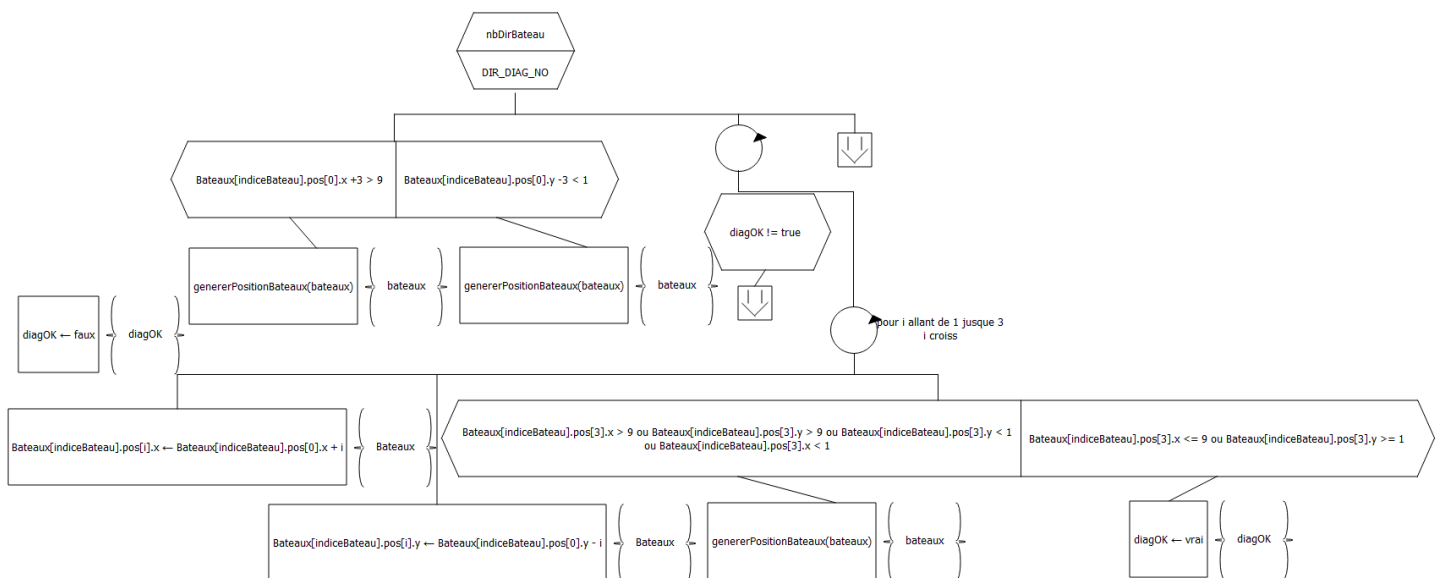 nbDirBateau
DIR_DIAG_NO
Bateaux[indiceBateau].pos[0].x +3 > 9
Bateaux[indiceBateau].pos[0].y -3 < 1
diagOK != true
genererPositionBateaux(bateaux)
bateaux
genererPositionBateaux(bateaux)
bateaux
diagOK ← faux
diagOK
pour i allant de 1 jusque 3
i croiss
Bateaux[indiceBateau].pos[i].x ← Bateaux[indiceBateau].pos[0].x + i
Bateaux
Bateaux[indiceBateau].pos[3].x > 9 ou Bateaux[indiceBateau].pos[3].y > 9 ou Bateaux[indiceBateau].pos[3].y < 1
ou Bateaux[indiceBateau].pos[3].x < 1
Bateaux[indiceBateau].pos[3].x <= 9 ou Bateaux[indiceBateau].pos[3].y >= 1
Bateaux[indiceBateau].pos[i].y ← Bateaux[indiceBateau].pos[0].y - i
Bateaux
genererPositionBateaux(bateaux)
bateaux
diagOK ← vrai
diagOK